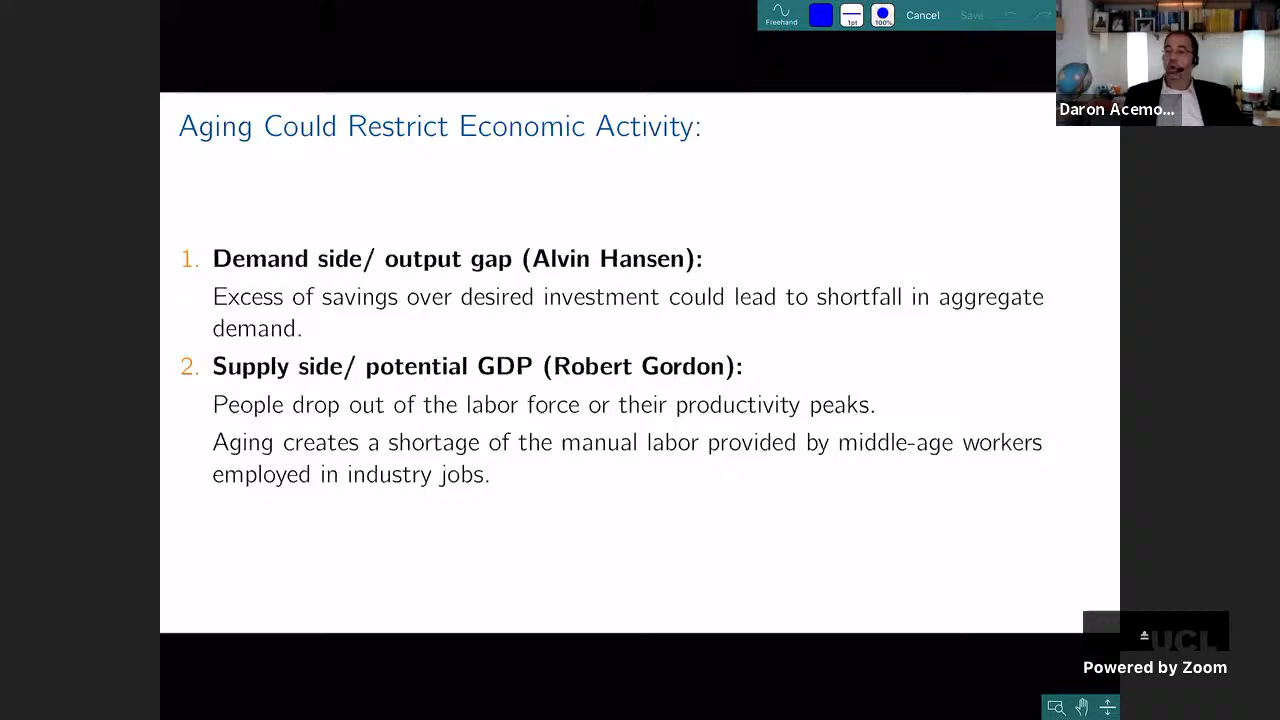 Freehand
1pt
100%
Cancel
Save
Daron Acemo...
Aging Could Restrict Economic Activity:
1. Demand side/ output gap (Alvin Hansen):
Excess of savings over desired investment could lead to shortfall in aggregate
demand.
2. Supply side/ potential GDP (Robert Gordon):
People drop out of the labor force or their productivity peaks.
Aging creates a shortage of the manual labor provided by middle-age workers
employed in industry jobs.
UCL
Powered by Zoom